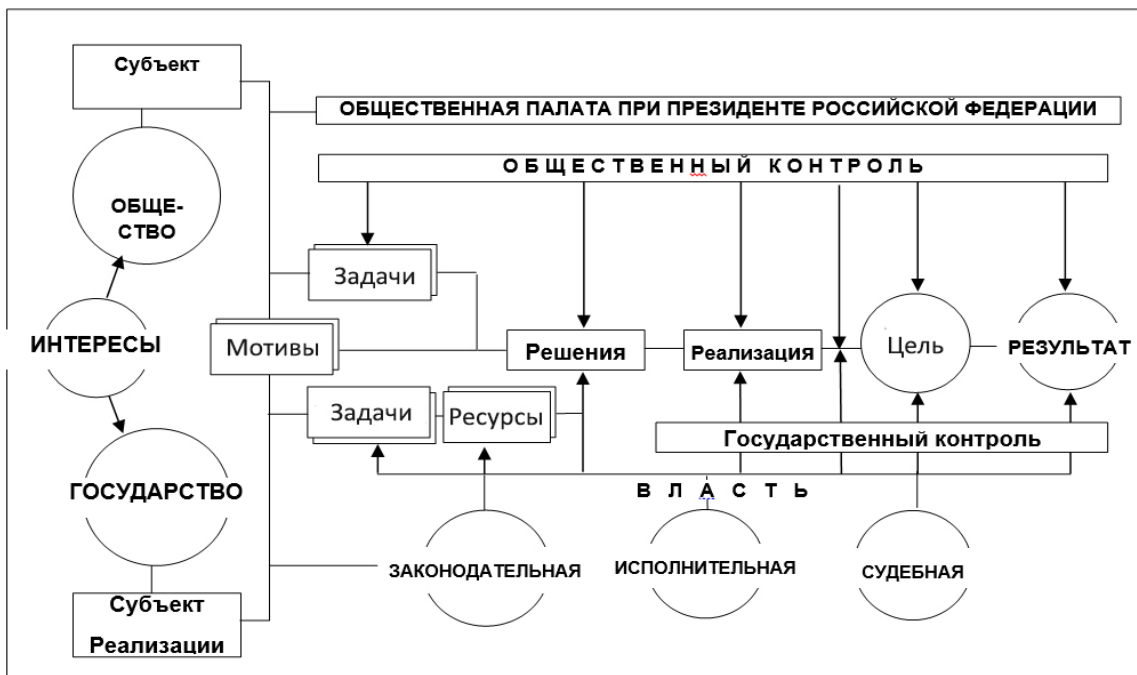 Субъект
ОБЩЕСТВЕННАЯ ПАЛАТА ПРИ ПРЕЗИДЕНТЕ РОССИЙСКОЙ ФЕДЕРАЦИИ
ОБЩЕСТВЕННЫЙ КОНТРОЛЬ
ОБЩЕ-
СТВО
Задачи
ИНТЕРЕСЫ
Мотивы
Решения
Реализация
Цель
РЕЗУЛЬТАТ
Задачи
Ресурсы
Государственный контроль
ГОСУДАРСТВО
ВЛАСТЬ
ЗАКОНОДАТЕЛЬНАЯ
ИСПОЛНИТЕЛЬНАЯ
СУДЕБНАЯ
Субъект
Реализации